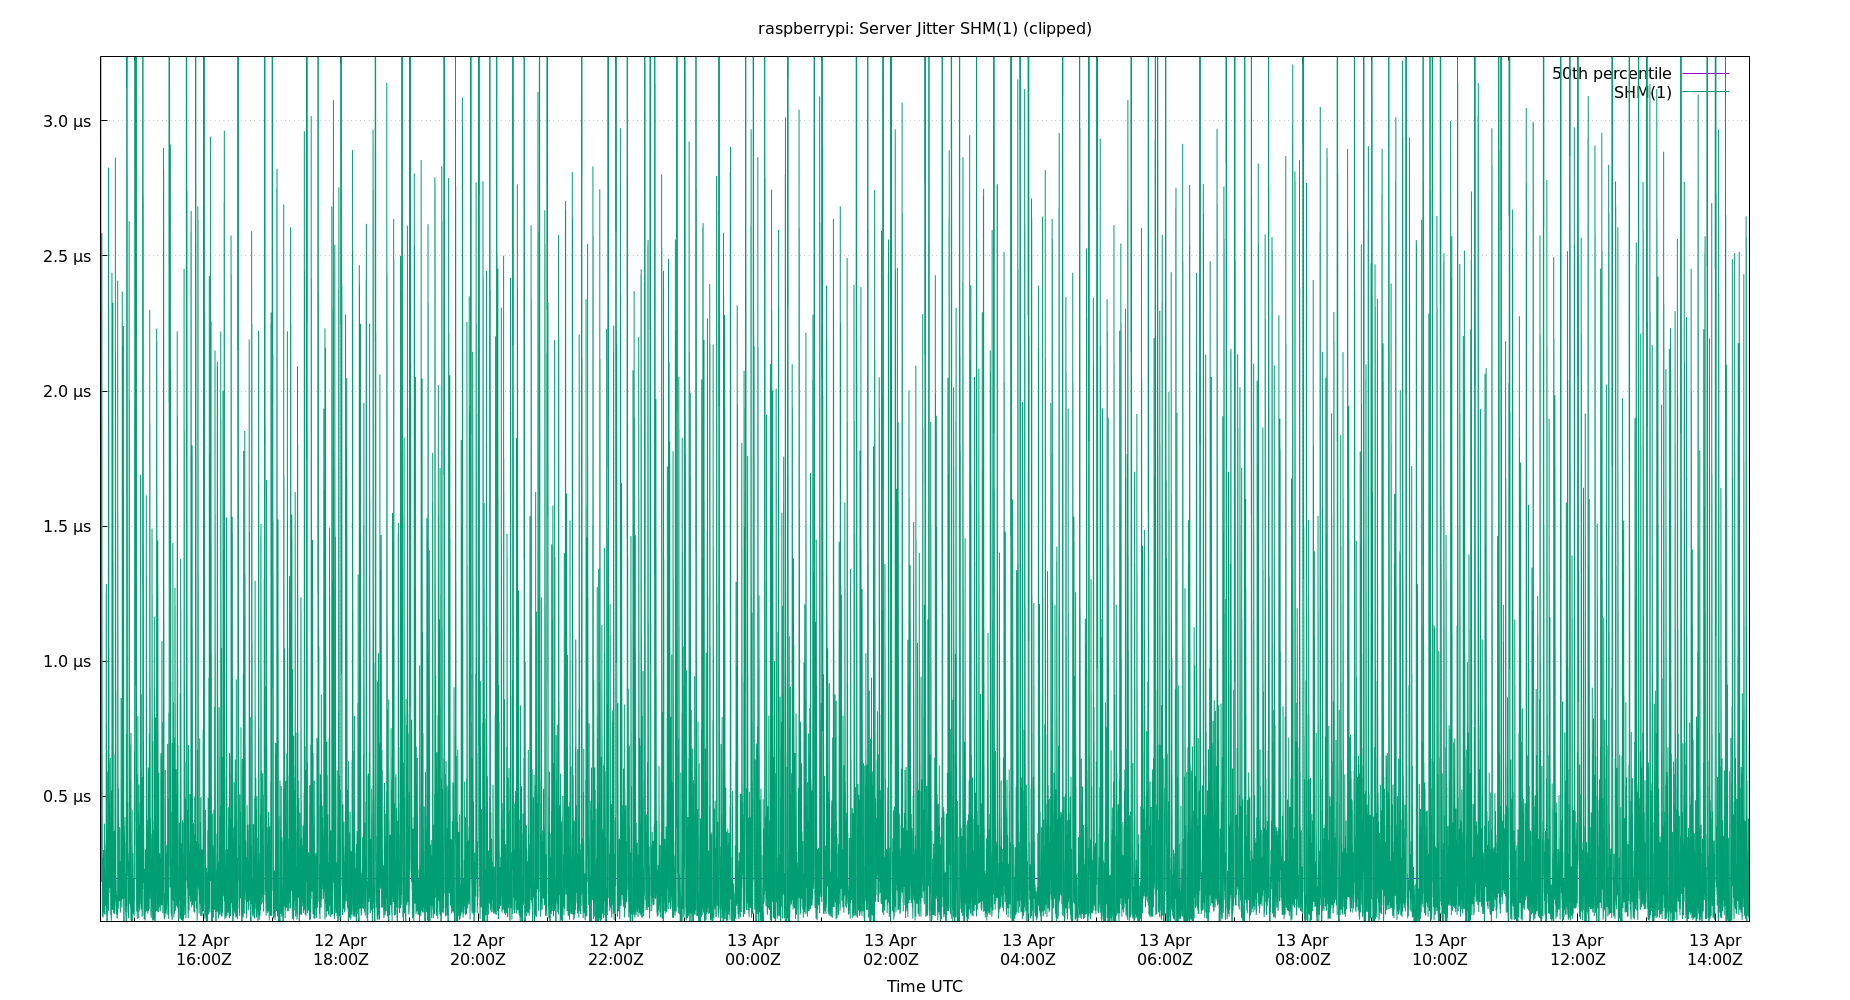 raspberrypi: Server Jitter SHM(1) (clipped)
50th percentile
SHM(1)
3.0 µs
2.5 µs
2.0 µs
1.5 µs
1.0 µs
0.5 µs
12 Apr 12 Apr 12 Apr 12 Apr 13 Apr 13 Apr 13 Apr 13 Apr 13 Apr 13 Apr 13 Apr 13 Apr
16:00Z 18:00Z 20:00Z 22:00Z 00:00Z 02:00Z 04:00Z 06:00Z 08:00Z 10:00Z 12:00Z 14:00Z
Time UTC